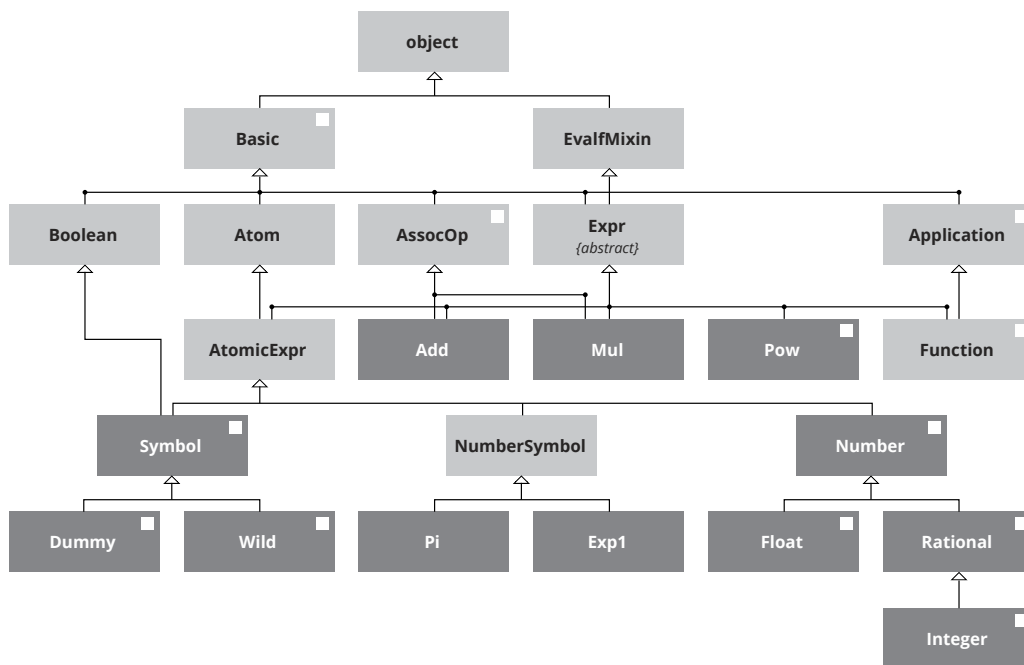 object
Basic
EvalfMixin
Boolean
Atom
AssocOp
Expr
{abstract}
Application
AtomicExpr
Add
Mul
Pow
Function
Symbol
NumberSymbol
Number
Dummy
Wild
Pi
Exp1
Float
Rational
Integer